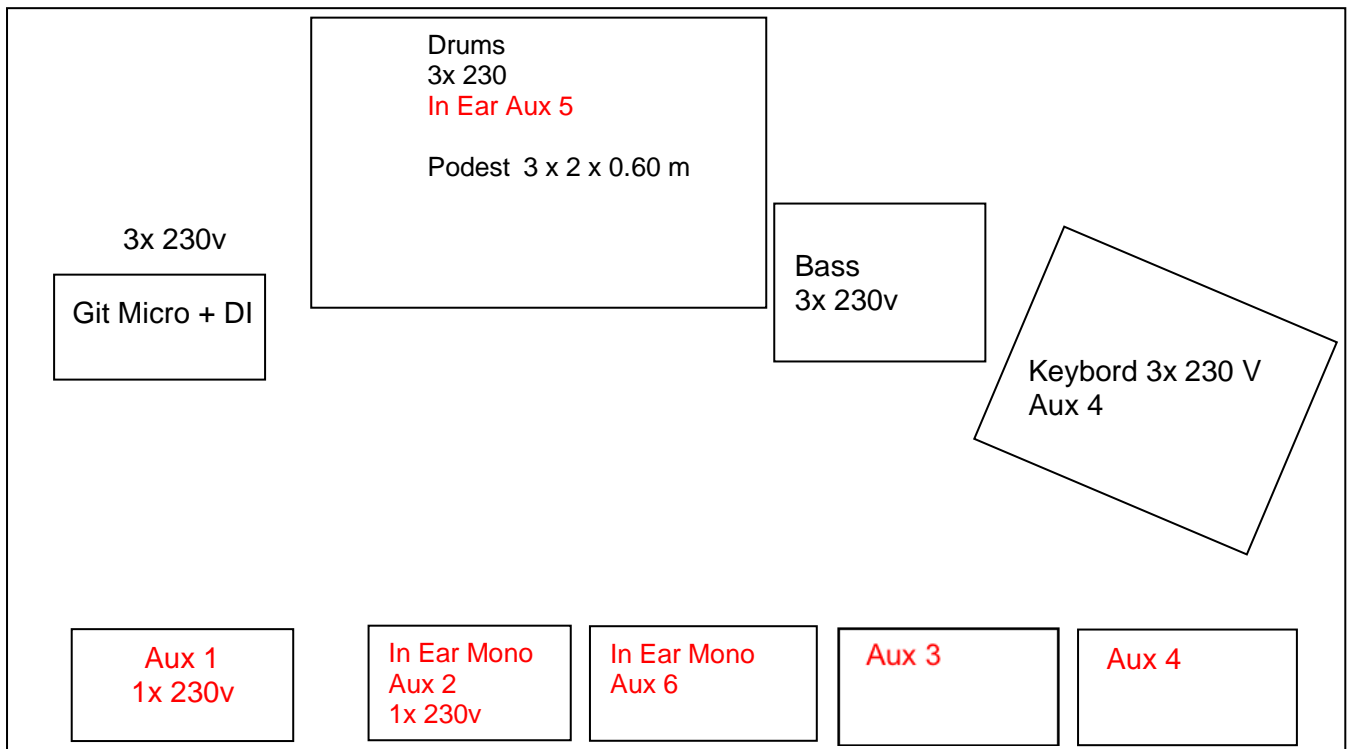 Drums
3x 230
In Ear Aux 5
Podest 3 x 2 x 0.60 m
3x 230v
Git Micro + DI
Bass
3x 230v
Keybord 3x 230 V
Aux 4
Aux 1
1x 230v
In Ear Mono
Aux 2
1x 230v
In Ear Mono
Aux 6
Aux 3
Aux 4